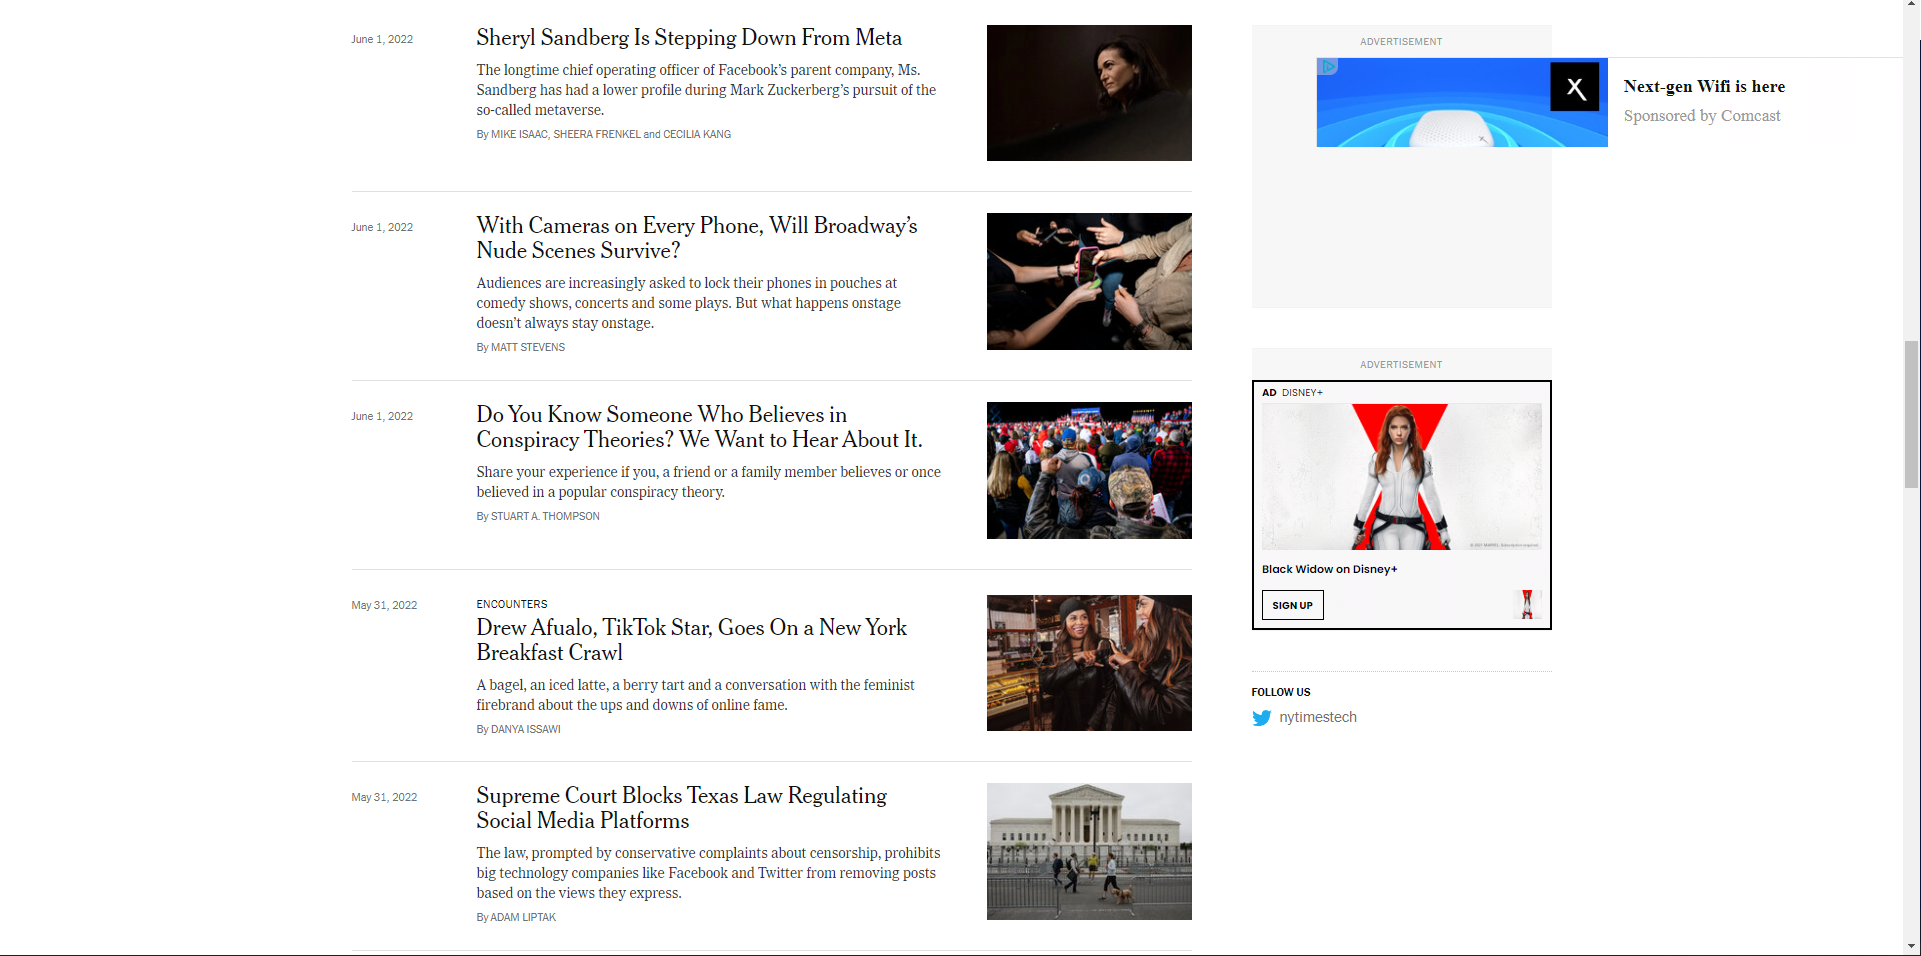 June 1, 2022
Sheryl Sandberg Is Stepping Down From Meta
The longtime chief operating officer of Facebook’s parent company, Ms.
Sandberg has had a lower profile during Mark Zuckerberg’s pursuit of the
so-called metaverse.
By MIKE ISAAC, SHEERA FRENKEL and CECILIA KANG
June 1, 2022
With Cameras on Every Phone, Will Broadway’s
Nude Scenes Survive?
Audiences are increasingly asked to lock their phones in pouches at
comedy shows, concerts and some plays. But what happens onstage
doesn’t always stay onstage.
By MATT STEVENS
June 1, 2022
Do You Know Someone Who Believes in
Conspiracy Theories? We Want to Hear About It.
Share your experience if you, a friend or a family member believes or once
believed in a popular conspiracy theory.
By STUART A. THOMPSON
May 31, 2022
ENCOUNTERS
Drew Afualo, TikTok Star, Goes On a New York
Breakfast Crawl
A bagel, an iced latte, a berry tart and a conversation with the feminist
firebrand about the ups and downs of online fame.
By DANYA ISSAWI
May 31, 2022
Supreme Court Blocks Texas Law Regulating
Social Media Platforms
The law, prompted by conservative complaints about censorship, prohibits
big technology companies like Facebook and Twitter from removing posts
based on the views they express.
By ADAM LIPTAK
ADVERTISEMENT
Next-gen Wifi is here
Sponsored by Comcast
ADVERTISEMENT
AD DISNEY+
Black Widow on Disney+
SIGN UP
FOLLOW US
nytimestech